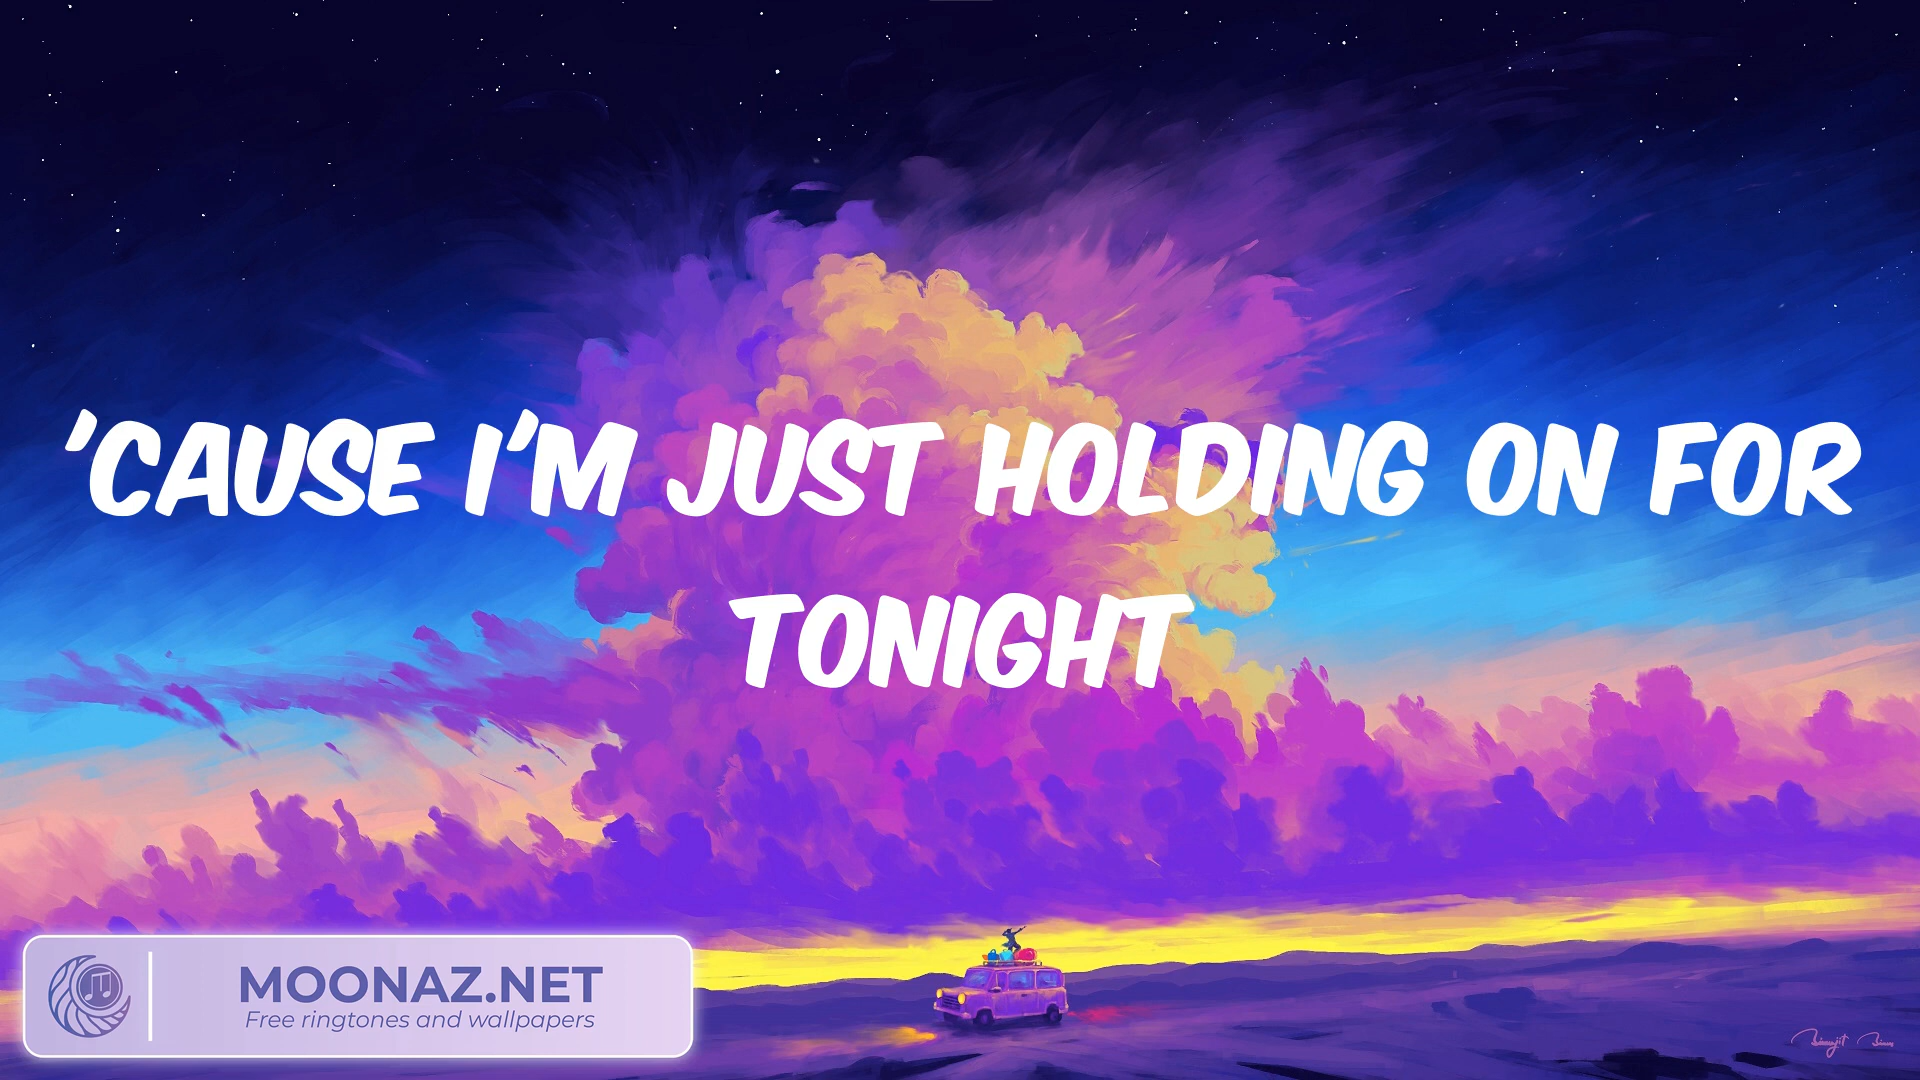 'CAUSE I'M JUST HOLDING ON FOR
TONIGHT
MOONAZ.NET
Free ringtones and wallpapers